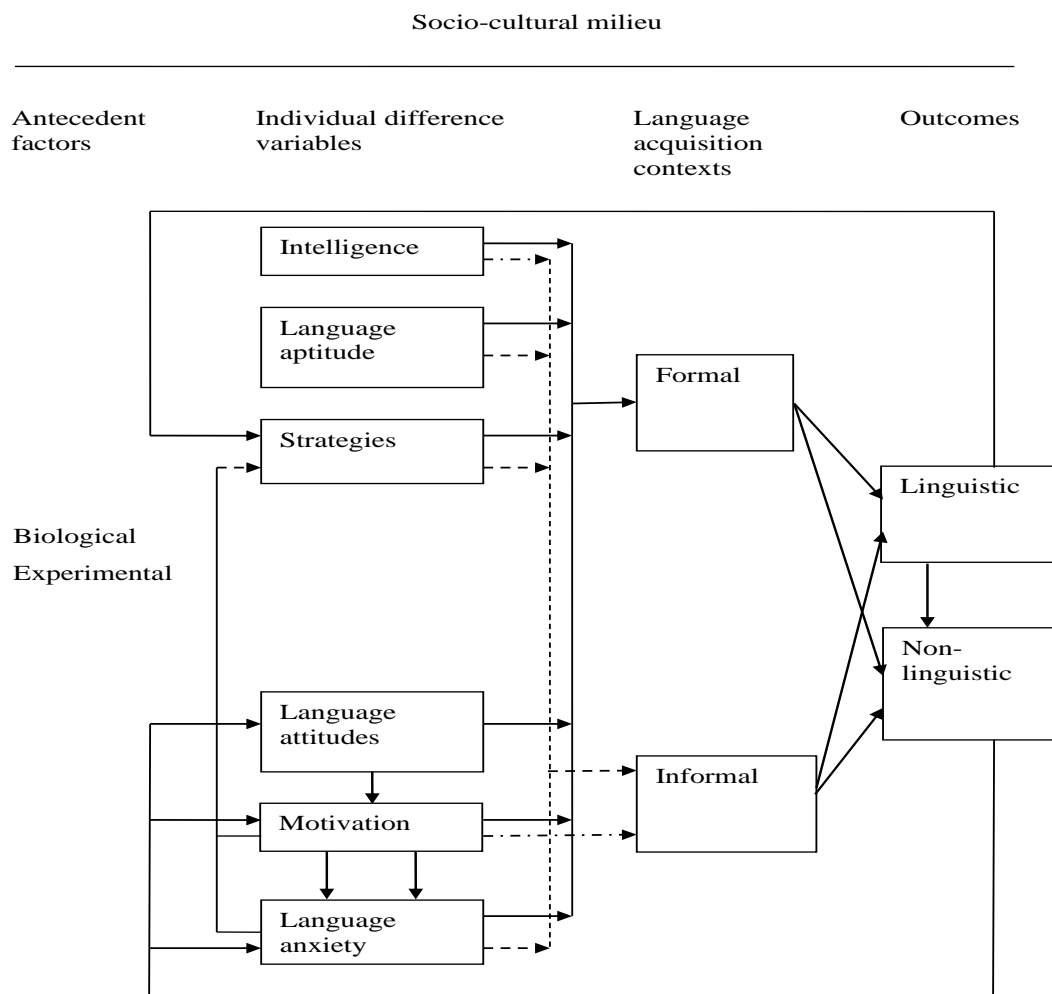 Socio-cultural milieu
Antecedent
factors
Individual difference
variables
Language
acquisition
contexts
Outcomes
Intelligence
Language
aptitude
Formal
Strategies
Linguistic
Biological
Experimental
Non-
linguistic
Language
attitudes
Informal
Motivation
Language
anxiety